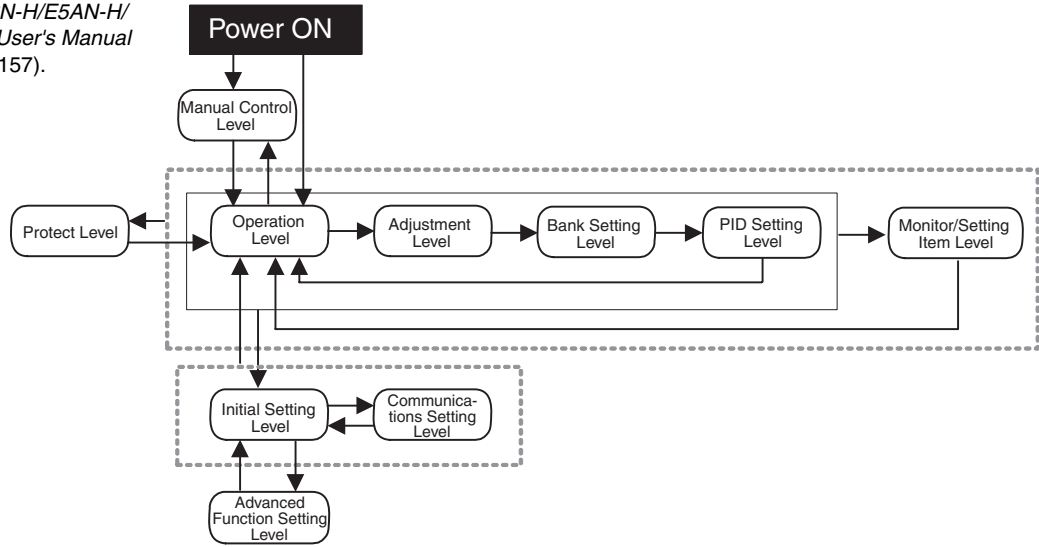 N-H/E5AN-H/
User's Manual
157).
Power ON
Manual Control
Level
Protect Level
Operation
Level
Adjustment
Level
Bank Setting
Level
PID Setting
Level
Monitor/Setting
Item Level
Initial Setting
Level
Communica-
tions Setting
Level
Advanced
Function Setting
Level